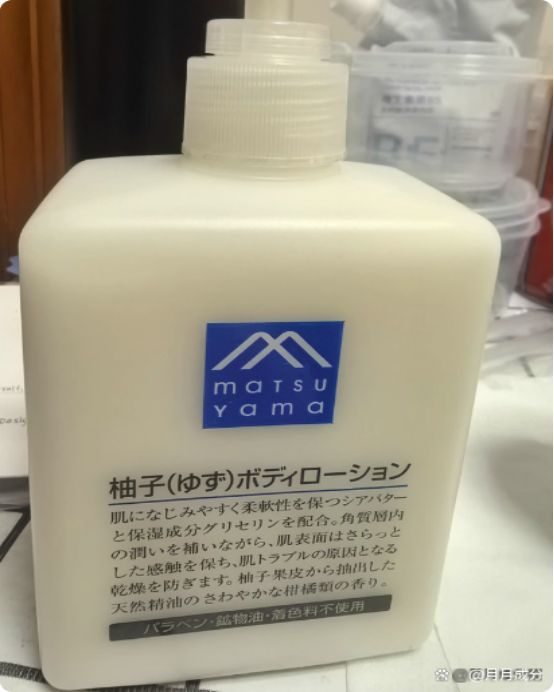 matsu
yama
柚子(ゆず)ボディローション
肌になじみやすく柔軟性を保つシアバター
と保湿成分グリセリンを配合。角質層内
の潤いを補いながら、肌表面はさらっと
した感触を保ち、肌トラブルの原因となる
乾燥を防ぎます。柚子果皮から抽出した
天然精油のさわやかな柑橘類の香り。
パラベン・鉱物油・着色料不使用
@月月成分